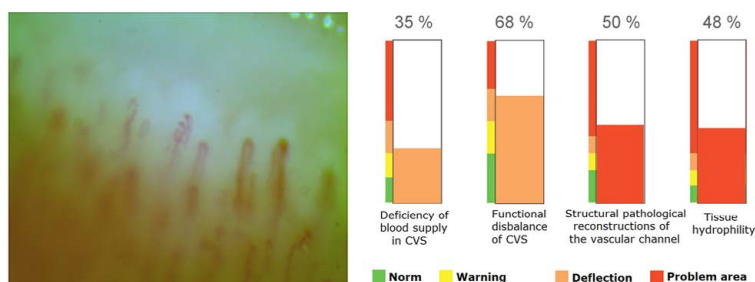 35 %
68 %
50 %
48 %
Deficiency of
blood supply
in CVS
Functional
disbalance
of CVS
Structural pathological
reconstructions of
the vascular channel
Tissue
hydrophility
Norm
Warning
Deflection
Problem area